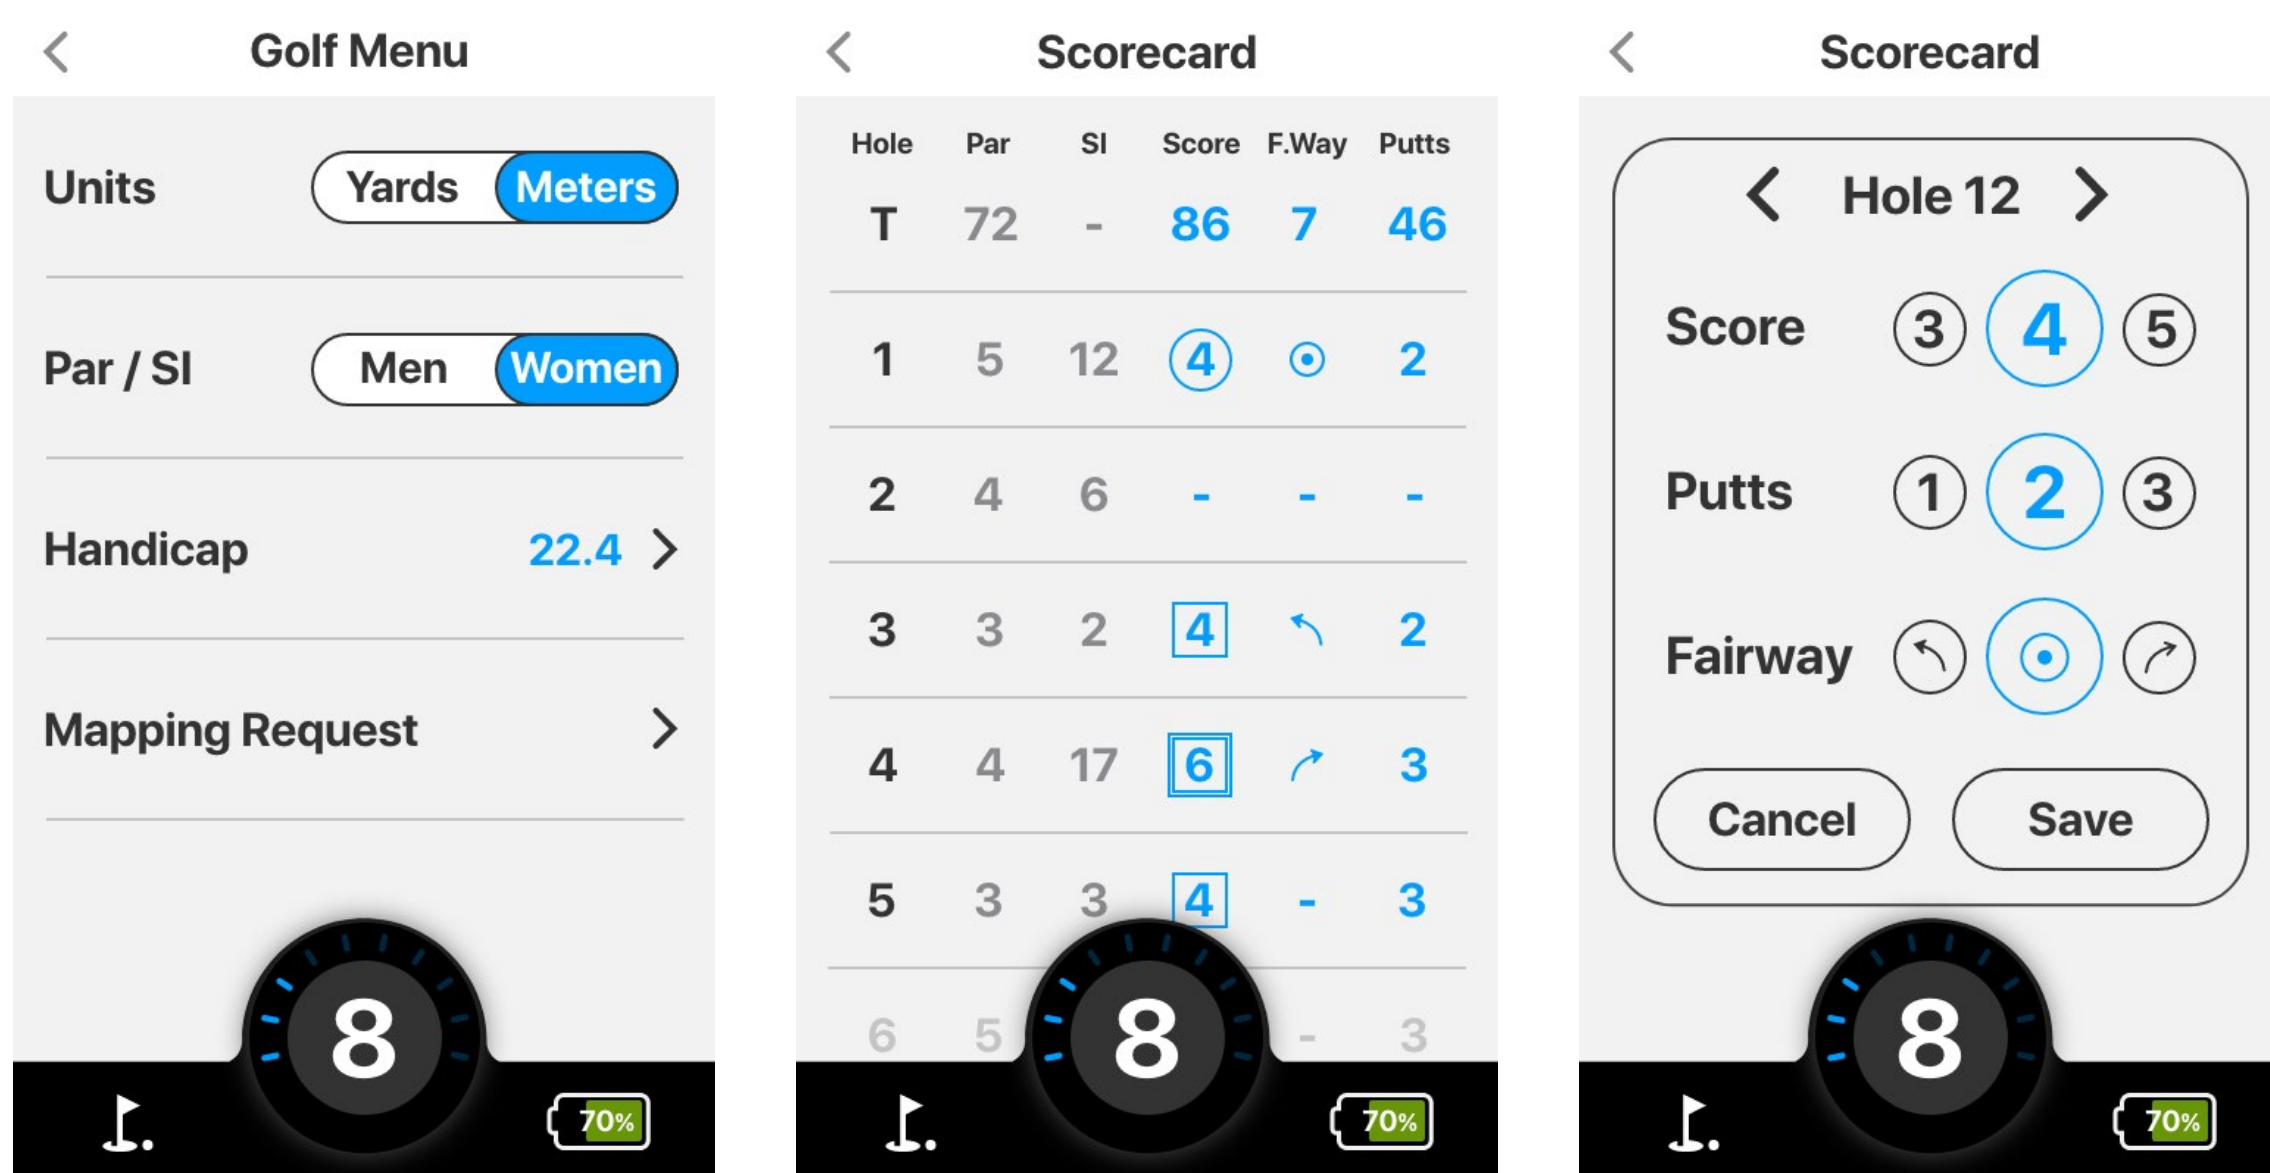 Golf Menu
Units Yards Meters
Par / SI Men Women
Handicap 22.4
Mapping Request
8
70%
Scorecard
Hole Par SI Score F.Way Putts
T 72 - 86 7 46
1 5 12 4 2
2 4 6 - - -
3 3 2 4 2
4 4 17 6 3
5 3 3 4 - 3
6 5 - 3
8
70%
Scorecard
Hole 12
Score 3 4 5
Putts 1 2 3
Fairway
Cancel Save
8
70%